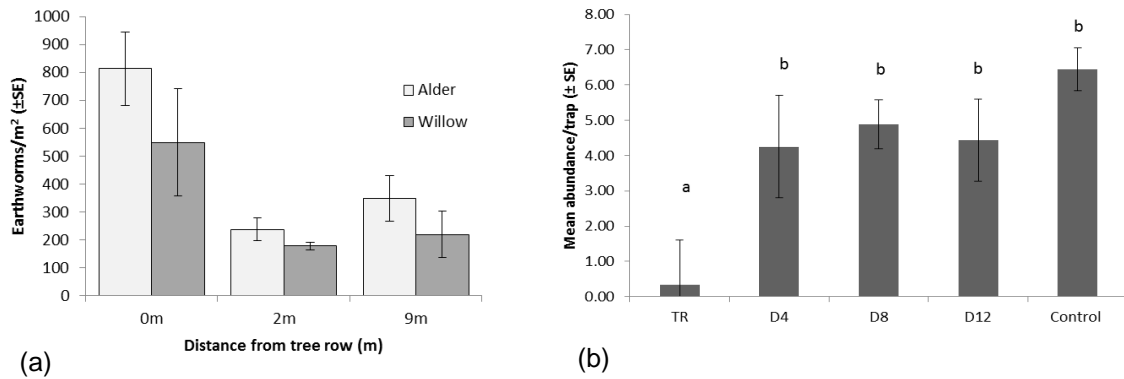 1000
900
800
700
600
500
400
300
200
100
0
Earthworms/m² (±SE)
Alder
Willow
0m
2m
9m
Distance from tree row (m)
(a)
8.00
7.00
6.00
5.00
4.00
3.00
2.00
1.00
0.00
Mean abundance/trap (± SE)
a
b
b
b
b
TR
D4
D8
D12
Control
(b)